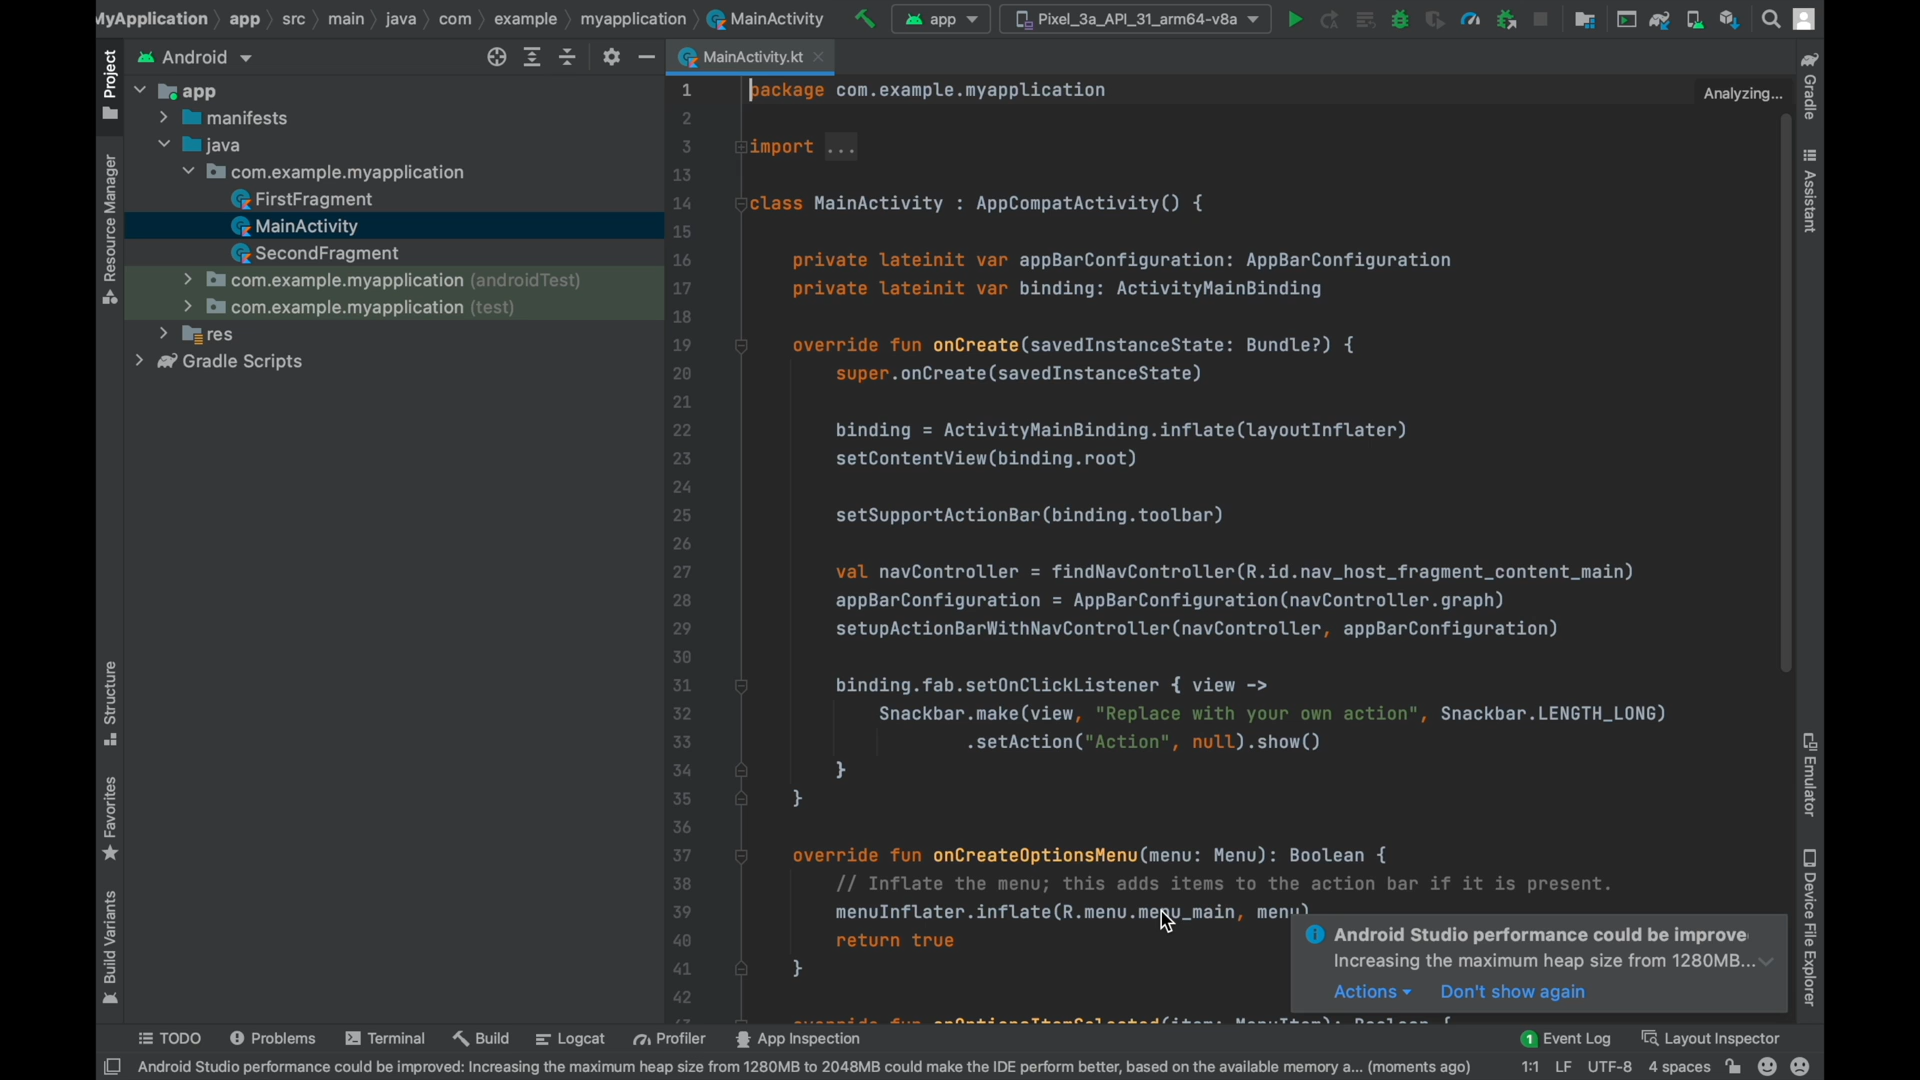 MyApplication app src main java com example myapplication MainActivity app Pixel_3a_API_31_arm64-v8a
Project
Resource Manager
Structure
Favorites
Build Variants
Android
app
manifests
java
com.example.myapplication
FirstFragment
MainActivity
SecondFragment
com.example.myapplication (androidTest)
com.example.myapplication (test)
res
Gradle Scripts
MainActivity.kt
Analyzing...
1 package com.example.myapplication
2
3 import ...
13
14 class MainActivity : AppCompatActivity() {
15
16 private lateinit var appBarConfiguration: AppBarConfiguration
17 private lateinit var binding: ActivityMainBinding
18
19 override fun onCreate(savedInstanceState: Bundle?) {
20 super.onCreate(savedInstanceState)
21
22 binding = ActivityMainBinding.inflate(layoutInflater)
23 setContentView(binding.root)
24
25 setSupportActionBar(binding.toolbar)
26
27 val navController = findNavController(R.id.nav_host_fragment_content_main)
28 appBarConfiguration = AppBarConfiguration(navController.graph)
29 setupActionBarWithNavController(navController, appBarConfiguration)
30
31 binding.fab.setOnClickListener { view ->
32 Snackbar.make(view, "Replace with your own action", Snackbar.LENGTH_LONG)
33 .setAction("Action", null).show()
34 }
35 }
36
37 override fun onCreateOptionsMenu(menu: Menu): Boolean {
38 // Inflate the menu; this adds items to the action bar if it is present.
39 menuInflater.inflate(R.menu.menu_main, menu)
40 return true
41 }
42
override fun onOptionsItemSelected(item: MenuItem): Boolean {
Android Studio performance could be improve
Increasing the maximum heap size from 1280MB...
Actions Don't show again
Gradle
Assistant
Emulator
Device File Explorer
TODO Problems Terminal Build Logcat Profiler App Inspection 1 Event Log Layout Inspector
Android Studio performance could be improved: Increasing the maximum heap size from 1280MB to 2048MB could make the IDE perform better, based on the available memory a... (moments ago) 1:1 LF UTF-8 4 spaces